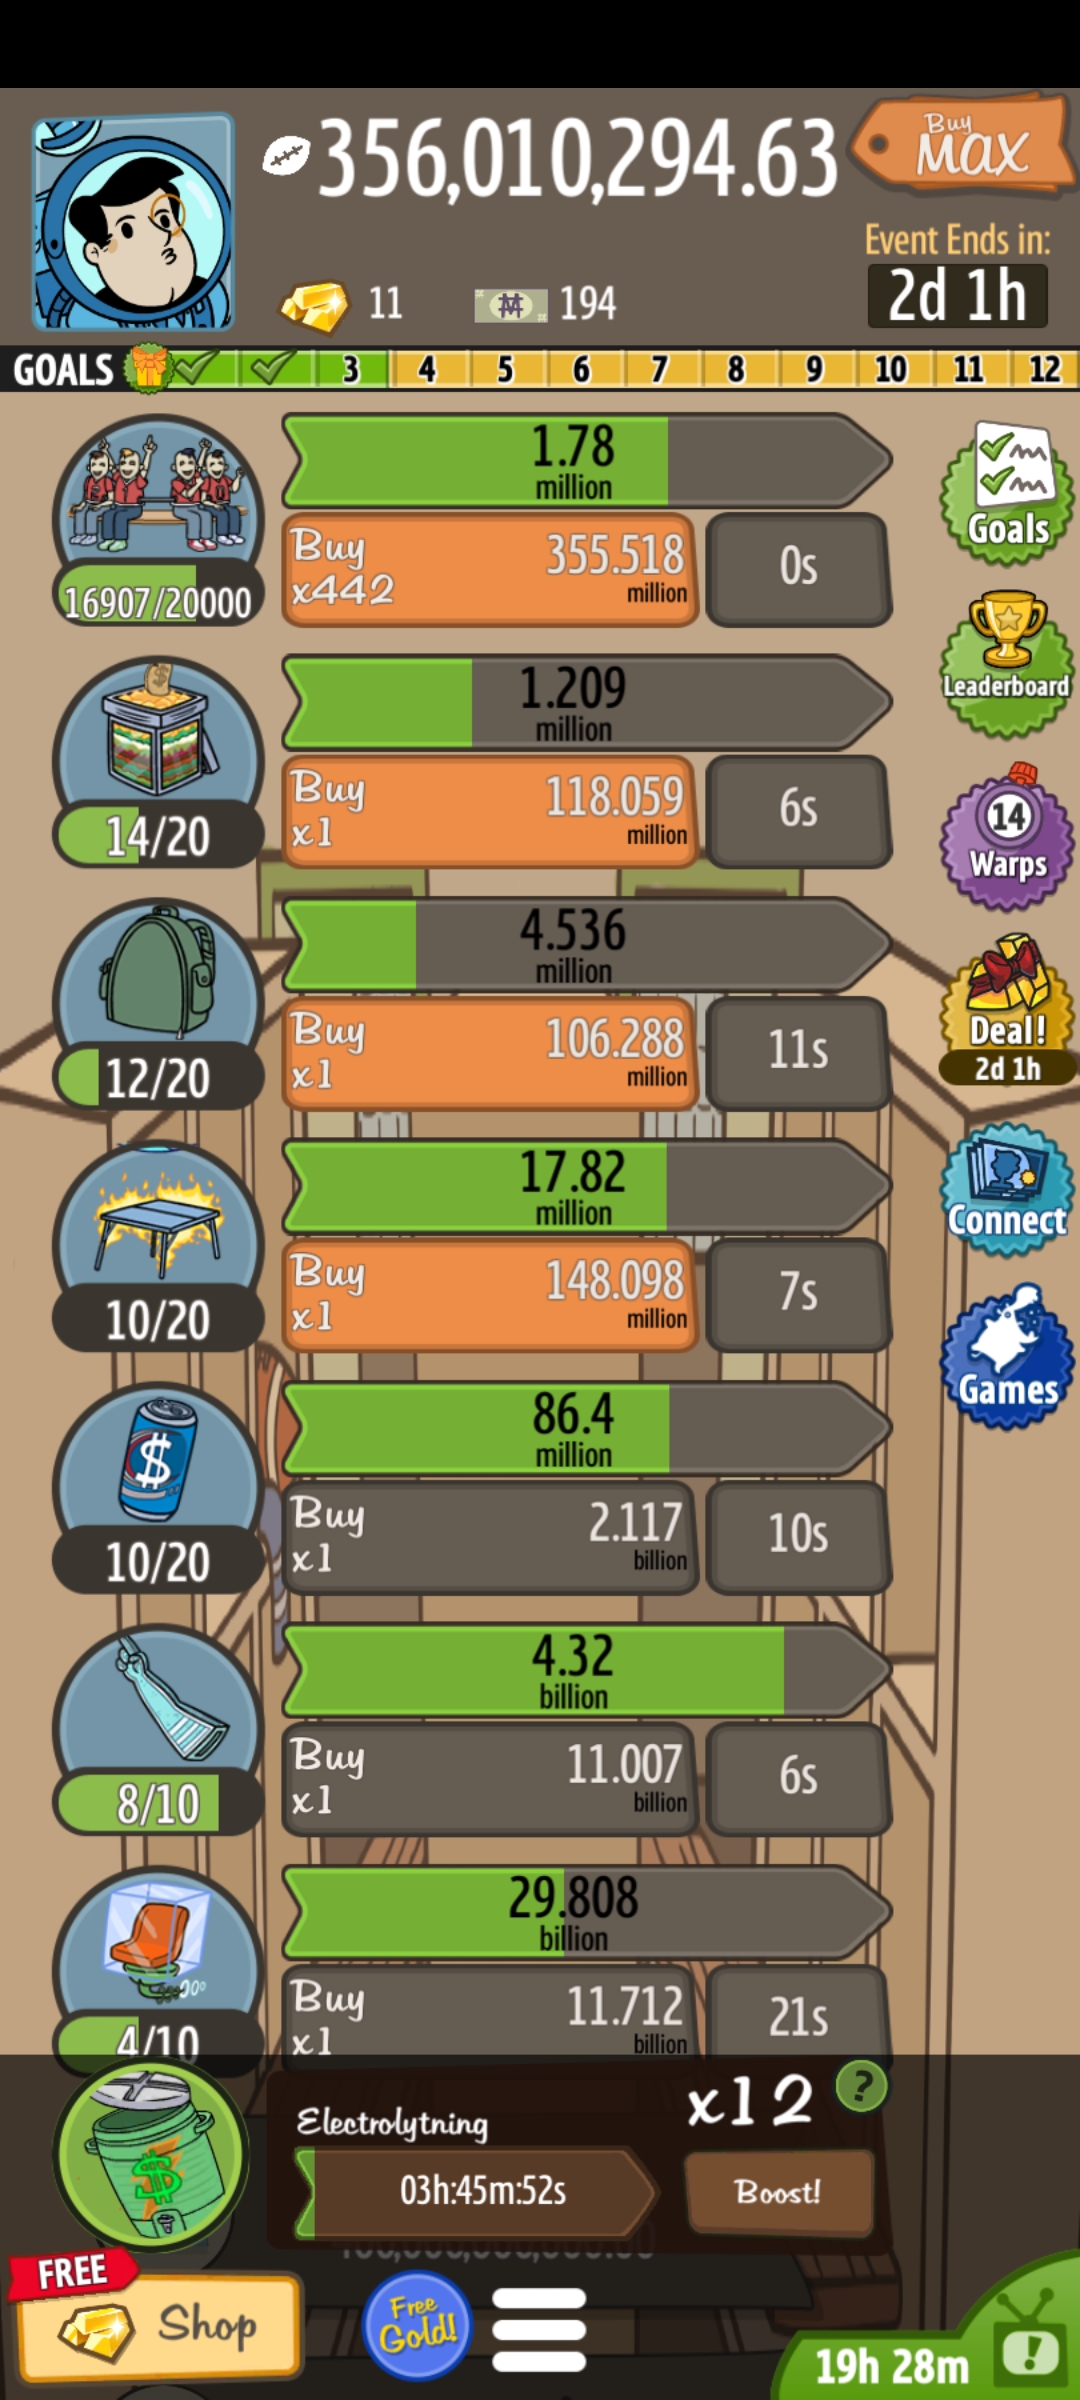 356,010,294.63
Buy
MAX
Event Ends in:
2d 1h
11
194
GOALS 3 4 5 6 7 8 9 10 11 12
1.78
million
16907/20000
Buy
x442
355.518
million
0s
Goals
1.209
million
14/20
Buy
x1
118.059
million
6s
Leaderboard
4.536
million
12/20
Buy
x1
106.288
million
11s
14
Warps
17.82
million
10/20
Buy
x1
148.098
million
7s
Deal!
2d 1h
86.4
million
10/20
Buy
x1
2.117
billion
10s
Connect
4.32
billion
8/10
Buy
x1
11.007
billion
6s
Games
29.808
billion
4/10
Buy
x1
11.712
billion
21s
Electrolytning
x12
?
03h:45m:52s
Boost!
FREE
Shop
Free
Gold!
19h 28m
!